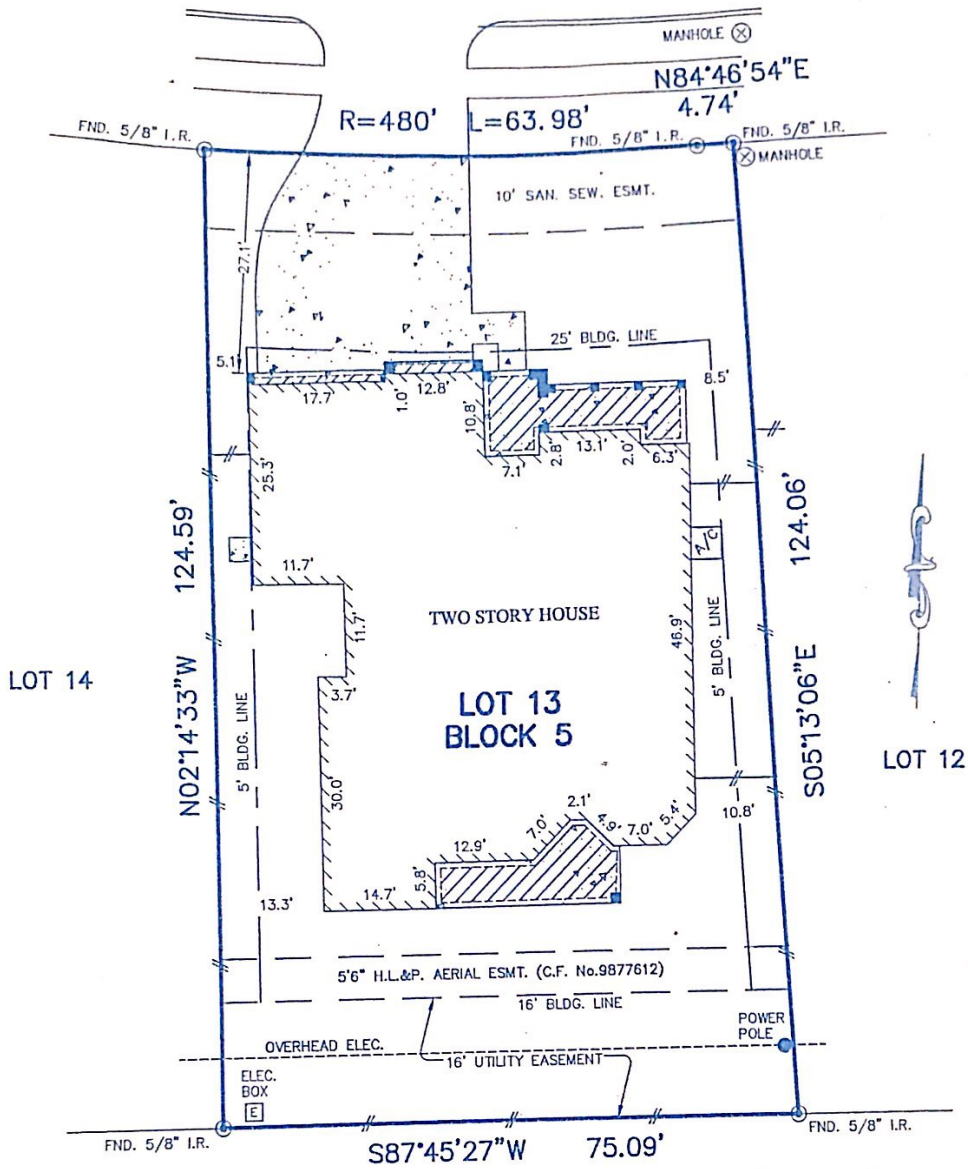 MANHOLE
N84°46'54"E
4.74'
R=480' L=63.98'
FND. 5/8" I.R.
FND. 5/8" I.R.
FND. 5/8" I.R.
MANHOLE
10' SAN. SEW. ESMT.
27.1'
25' BLDG. LINE
5.1'
8.5'
17.7'
1.0'
12.8'
10.8'
7.1'
2.8'
13.1'
2.0'
6.3'
25.3'
124.59'
124.06'
A/C
11.7'
11.7'
TWO STORY HOUSE
46.9'
5' BLDG. LINE
LOT 14
3.7'
LOT 13
BLOCK 5
N02°14'33"W
S05°13'06"E
LOT 12
5' BLDG. LINE
30.0'
2.1'
7.0'
4.9'
7.0'
5.4'
10.8'
12.9'
5.8'
13.3'
14.7'
5'6" H.L.&P. AERIAL ESMT. (C.F. No.9877612)
16' BLDG. LINE
POWER
POLE
OVERHEAD ELEC.
16' UTILITY EASEMENT
ELEC.
BOX
E
FND. 5/8" I.R.
FND. 5/8" I.R.
S87°45'27"W 75.09'